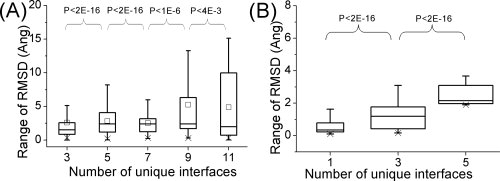 (A)
P<2E-16 P<2E-16 P<1E-6 P<4E-3
Range of RMSD (Ang)
15
10
5
0
3 5 7 9 11
Number of unique interfaces
(B)
P<2E-16 P<2E-16
Range of RMSD (Ang)
8
6
4
2
0
1 3 5
Number of unique interfaces